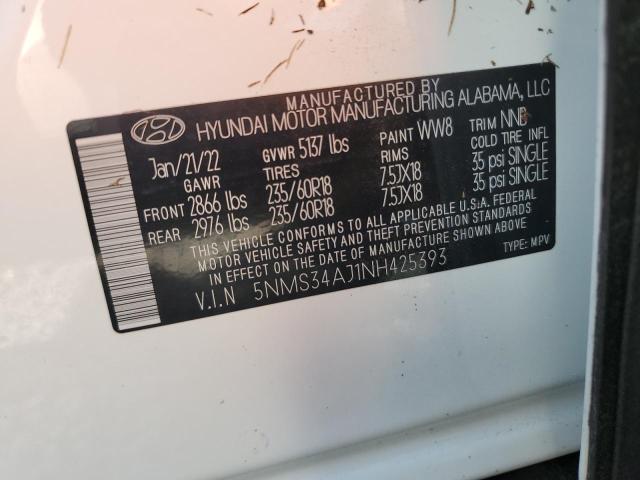 MANUFACTURED BY
HYUNDAI MOTOR MANUFACTURING ALABAMA, LLC
Jan/21/22 GVWR 5137 lbs PAINT WW8 TRIM NNB
GAWR TIRES RIMS COLD TIRE INFL
FRONT 2866 lbs 235/60R18 7.5JX18 35 psi SINGLE
REAR 2976 lbs 235/60R18 7.5JX18 35 psi SINGLE
THIS VEHICLE CONFORMS TO ALL APPLICABLE U.S.A. FEDERAL
MOTOR VEHICLE SAFETY AND THEFT PREVENTION STANDARDS
IN EFFECT ON THE DATE OF MANUFACTURE SHOWN ABOVE.
V.I.N 5NMS34AJ1NH425393 TYPE: MPV